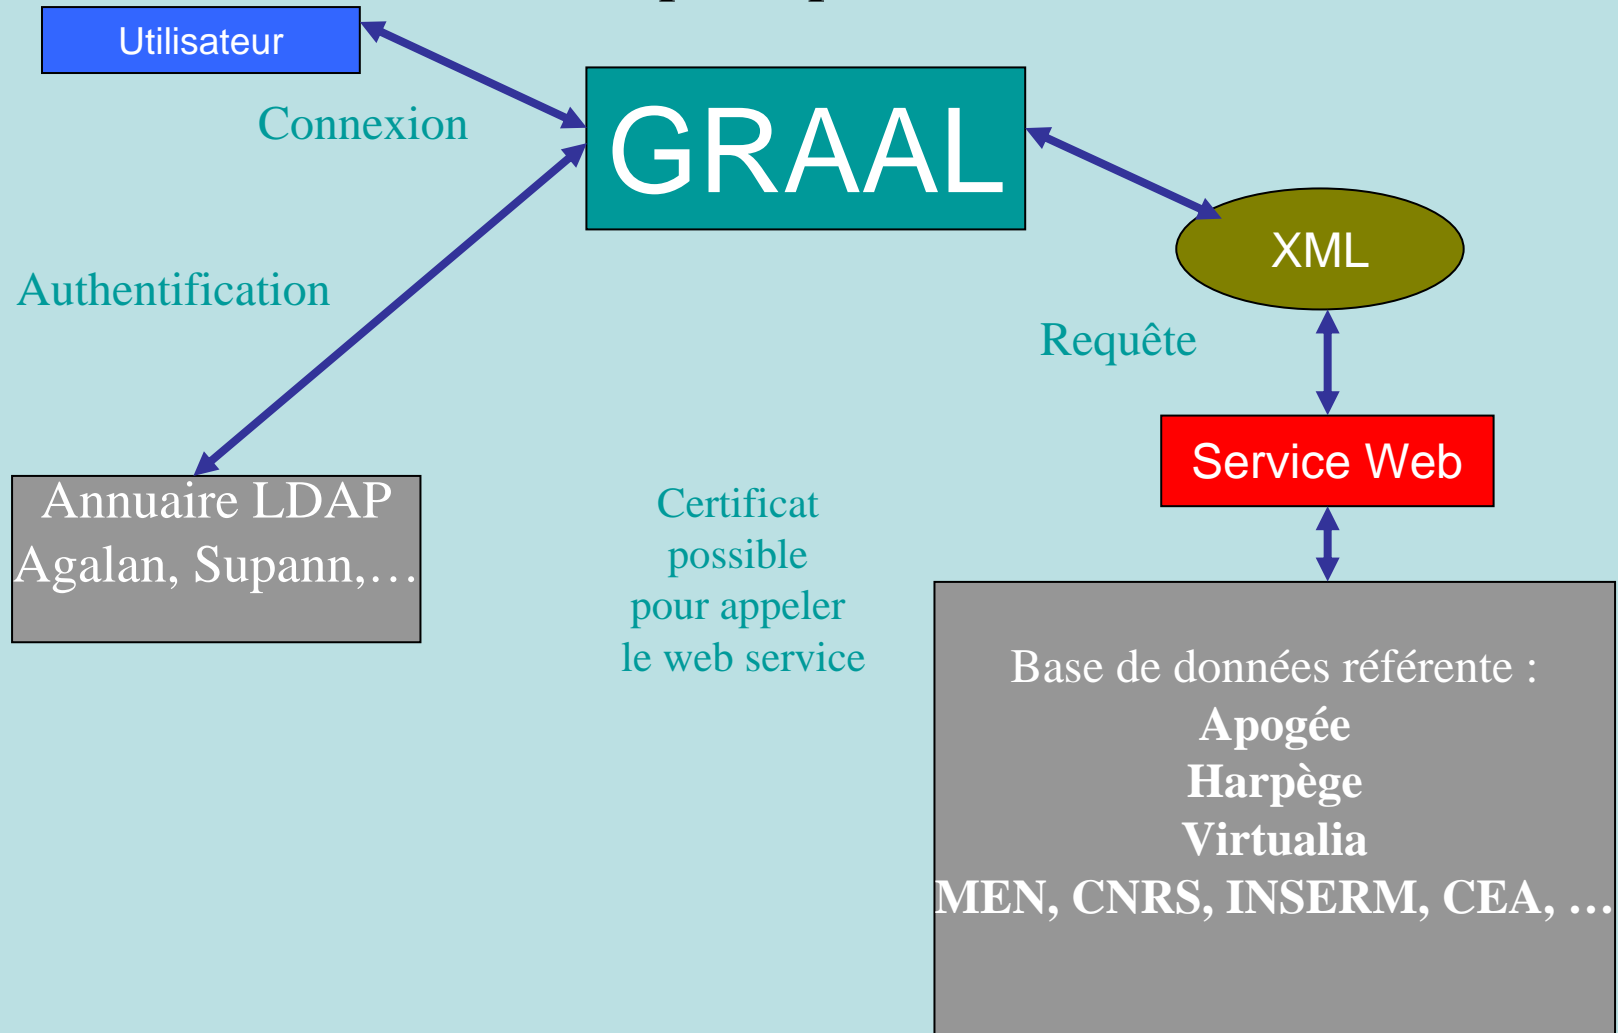 Utilisateur
Connexion
GRAAL
Authentification
XML
Requête
Service Web
Annuaire LDAP
Agalan, Supann,…
Certificat
possible
pour appeler
le web service
Base de données référente :
Apogée
Harpège
Virtualia
MEN, CNRS, INSERM, CEA, …